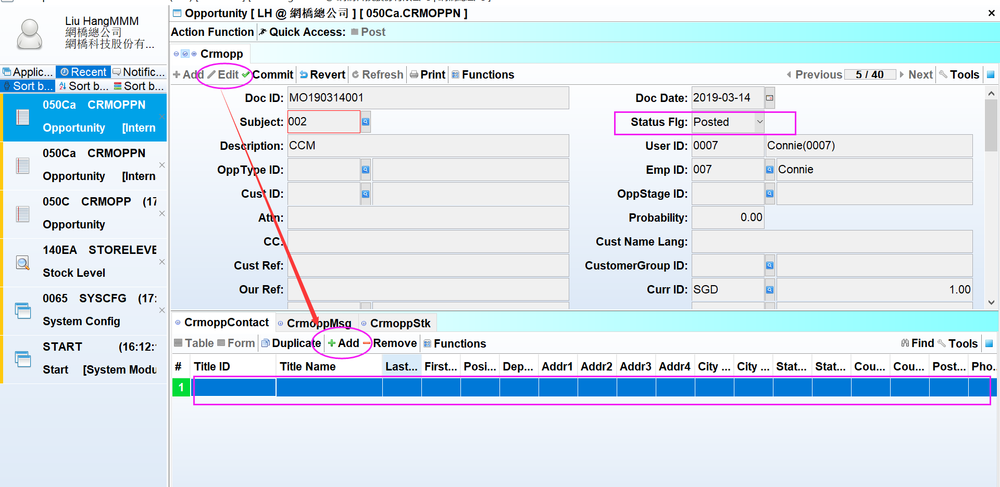 Opportunity [ LH @ 網橋總公司 ] [ 050Ca.CRMOPPN ]
Liu HangMMM
網橋總公司
網橋科技股份有...
Action Function Quick Access: Post
Crmopp
Applic... Recent Notific...
Sort b... Sort b... Sort b...
Add Edit Commit Revert Refresh Print Functions Previous 5 / 40 Next Tools
050Ca CRMOPPN
Opportunity [Intern
050Ca CRMOPPN
Opportunity [Intern
050C CRMOPP (17
Opportunity
140EA STORELEVE
Stock Level
0065 SYSCFG (17:
System Config
START (16:12:
Start [System Modu
Doc ID: MO190314001
Doc Date: 2019-03-14
Subject: 002
Status Flg: Posted
Description: CCM
User ID: 0007 Connie(0007)
OppType ID:
Emp ID: 007 Connie
Cust ID:
OppStage ID:
Attn:
Probability: 0.00
CC:
Cust Name Lang:
Cust Ref:
CustomerGroup ID:
Our Ref:
Curr ID: SGD 1.00
CrmoppContact CrmoppMsg CrmoppStk
Table Form Duplicate Add Remove Functions Find Tools
# Title ID Title Name Last... First... Posi... Dep... Addr1 Addr2 Addr3 Addr4 City ... City ... Stat... Stat... Cou... Cou... Post... Pho...
1